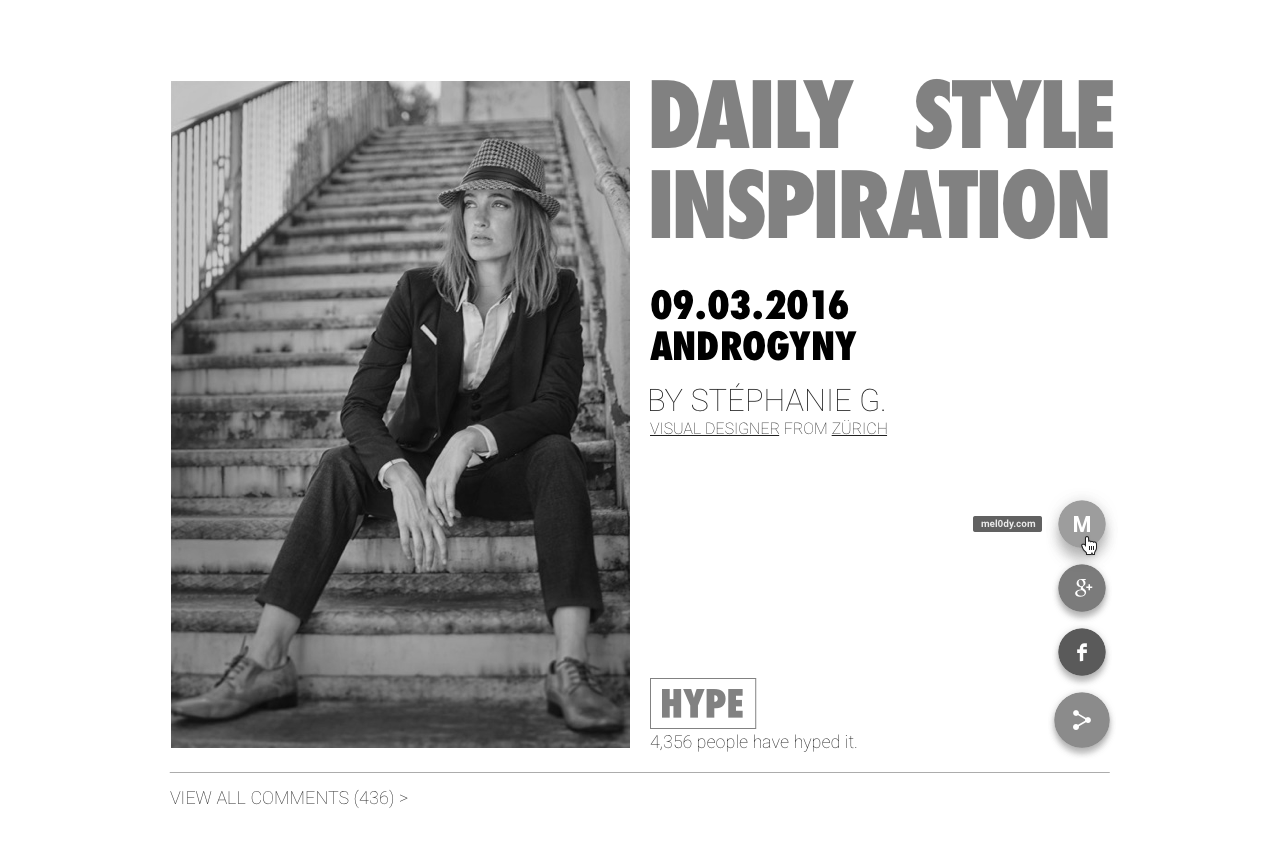 DAILY STYLE
INSPIRATION
09.03.2016
ANDROGYNY
BY STÉPHANIE G.
VISUAL DESIGNER FROM ZÜRICH
mel0dy.com
M
g+
f
HYPE
4,356 people have hyped it.
VIEW ALL COMMENTS (436) >